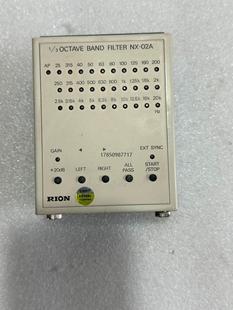 1/3 OCTAVE BAND FILTER NX-02A
AP 25 31.5 40 50 63 80 100 125 160 200
250 315 400 500 630 800 1k 1.25k 1.6k 2k
2.5k 3.15k 4k 5k 6.3k 8k 10k 12.5k 16k 20k
Hz
GAIN ◄ ► EXT SYNC
17850987717
+20dB LEFT RIGHT ALL PASS START/STOP
RION